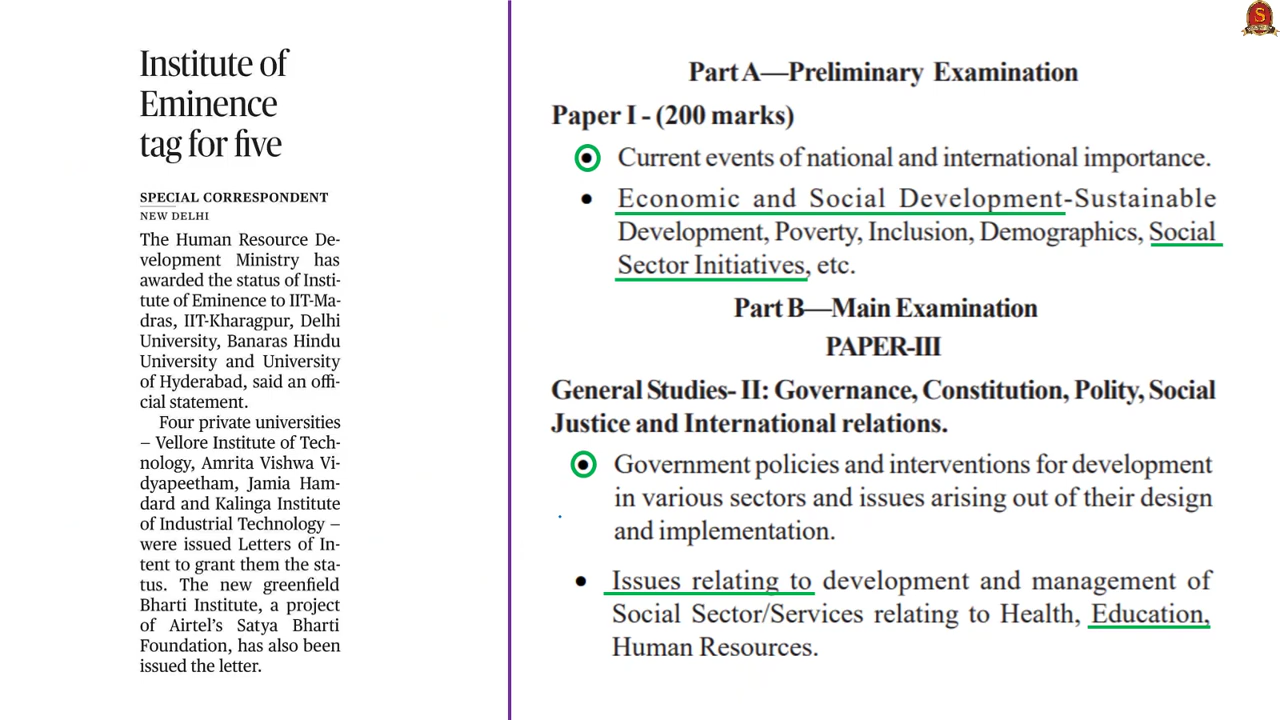 Institute of
Eminence
tag for five
SPECIAL CORRESPONDENT
NEW DELHI
The Human Resource De-
velopment Ministry has
awarded the status of Insti-
tute of Eminence to IIT-Ma-
dras, IIT-Kharagpur, Delhi
University, Banaras Hindu
University and University
of Hyderabad, said an offi-
cial statement.
Four private universities
– Vellore Institute of Tech-
nology, Amrita Vishwa Vi-
dyapeetham, Jamia Ham-
dard and Kalinga Institute
of Industrial Technology –
were issued Letters of In-
tent to grant them the sta-
tus. The new greenfield
Bharti Institute, a project
of Airtel's Satya Bharti
Foundation, has also been
issued the letter.
Part A—Preliminary Examination
Paper I - (200 marks)
• Current events of national and international importance.
• Economic and Social Development-Sustainable
Development, Poverty, Inclusion, Demographics, Social
Sector Initiatives, etc.
Part B—Main Examination
PAPER-III
General Studies- II: Governance, Constitution, Polity, Social
Justice and International relations.
• Government policies and interventions for development
in various sectors and issues arising out of their design
and implementation.
• Issues relating to development and management of
Social Sector/Services relating to Health, Education,
Human Resources.
S